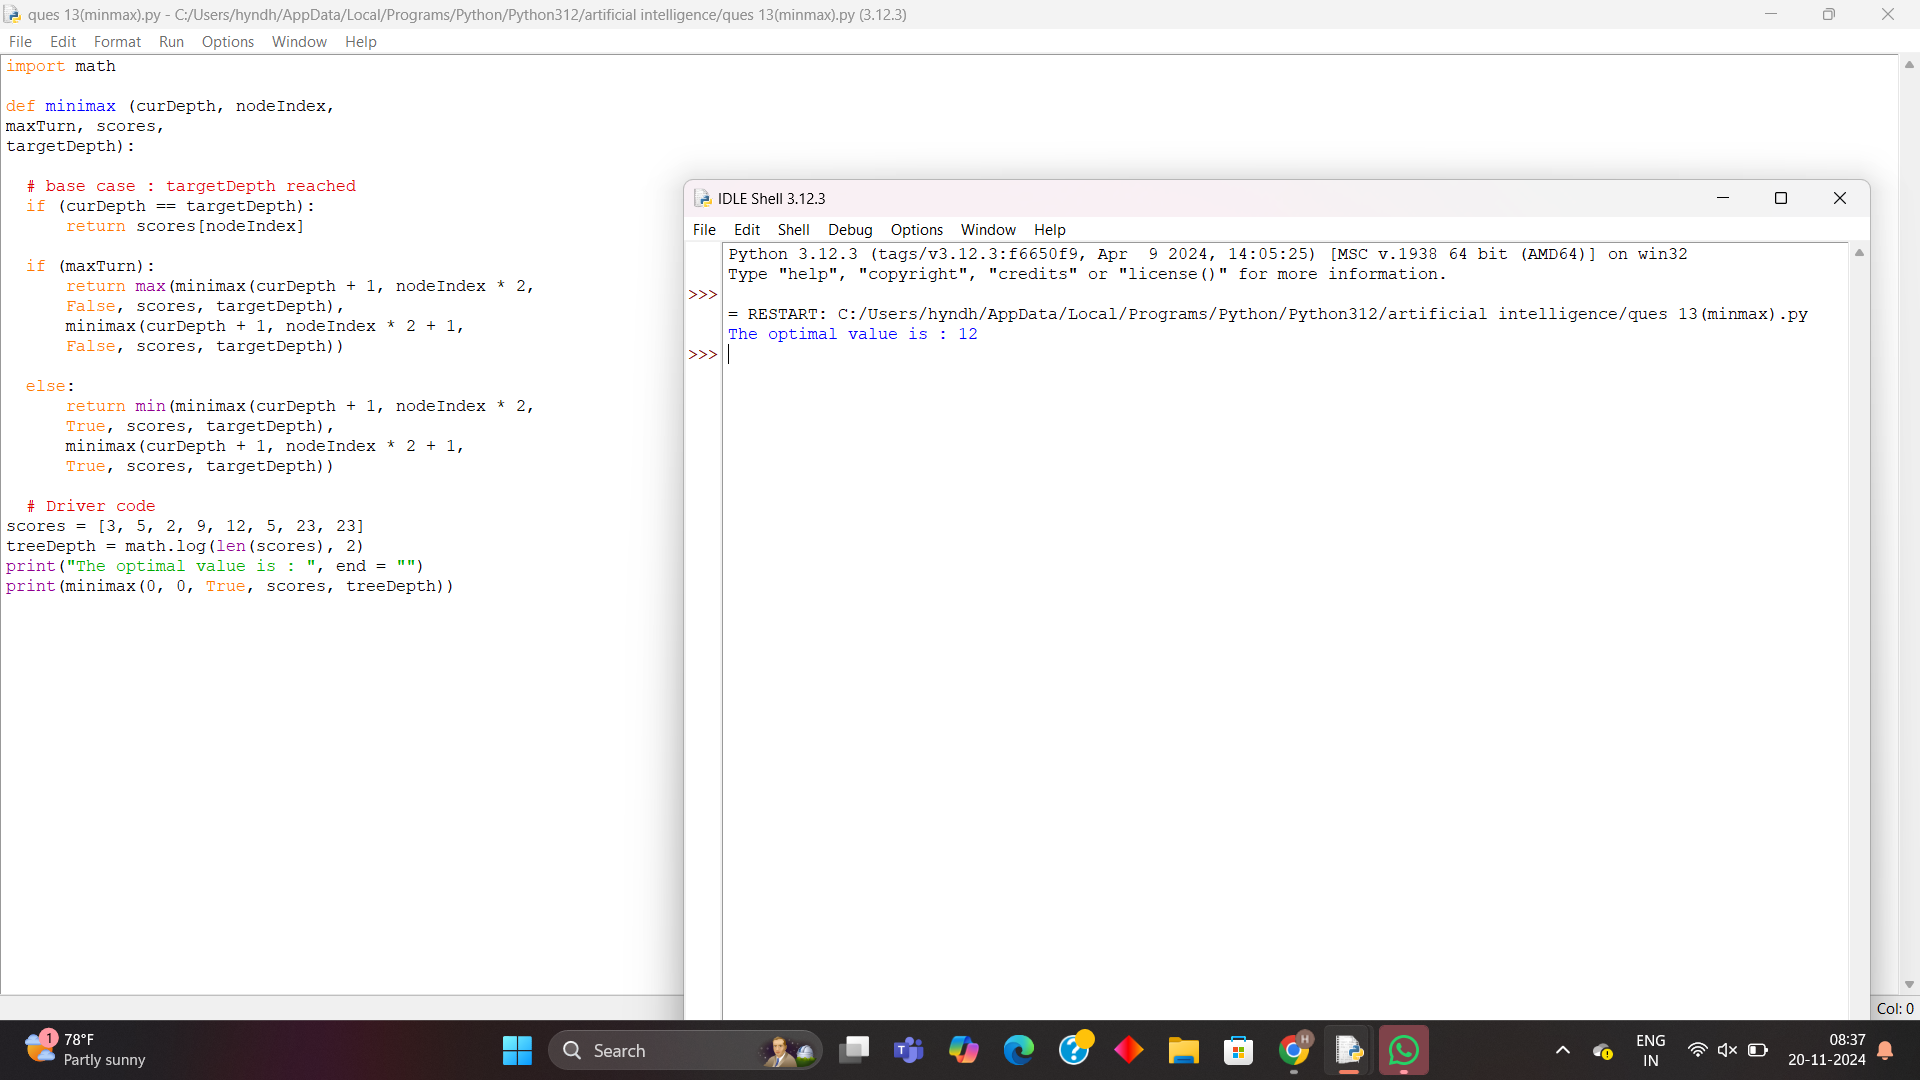 ques 13(minmax).py - C:/Users/hyndh/AppData/Local/Programs/Python/Python312/artificial intelligence/ques 13(minmax).py (3.12.3)
File Edit Format Run Options Window Help
import math
def minimax (curDepth, nodeIndex,
maxTurn, scores,
targetDepth):
# base case : targetDepth reached
if (curDepth == targetDepth):
return scores[nodeIndex]
if (maxTurn):
return max(minimax(curDepth + 1, nodeIndex * 2,
False, scores, targetDepth),
minimax(curDepth + 1, nodeIndex * 2 + 1,
False, scores, targetDepth))
else:
return min(minimax(curDepth + 1, nodeIndex * 2,
True, scores, targetDepth),
minimax(curDepth + 1, nodeIndex * 2 + 1,
True, scores, targetDepth))
# Driver code
scores = [3, 5, 2, 9, 12, 5, 23, 23]
treeDepth = math.log(len(scores), 2)
print("The optimal value is : ", end = "")
print(minimax(0, 0, True, scores, treeDepth))
IDLE Shell 3.12.3
File Edit Shell Debug Options Window Help
Python 3.12.3 (tags/v3.12.3:f6650f9, Apr  9 2024, 14:05:25) [MSC v.1938 64 bit (AMD64)] on win32
Type "help", "copyright", "credits" or "license()" for more information.
>>>
= RESTART: C:/Users/hyndh/AppData/Local/Programs/Python/Python312/artificial intelligence/ques 13(minmax).py
The optimal value is : 12
>>>
Col: 0
1
78°F
Partly sunny
Search
H
ENG
IN
08:37
20-11-2024